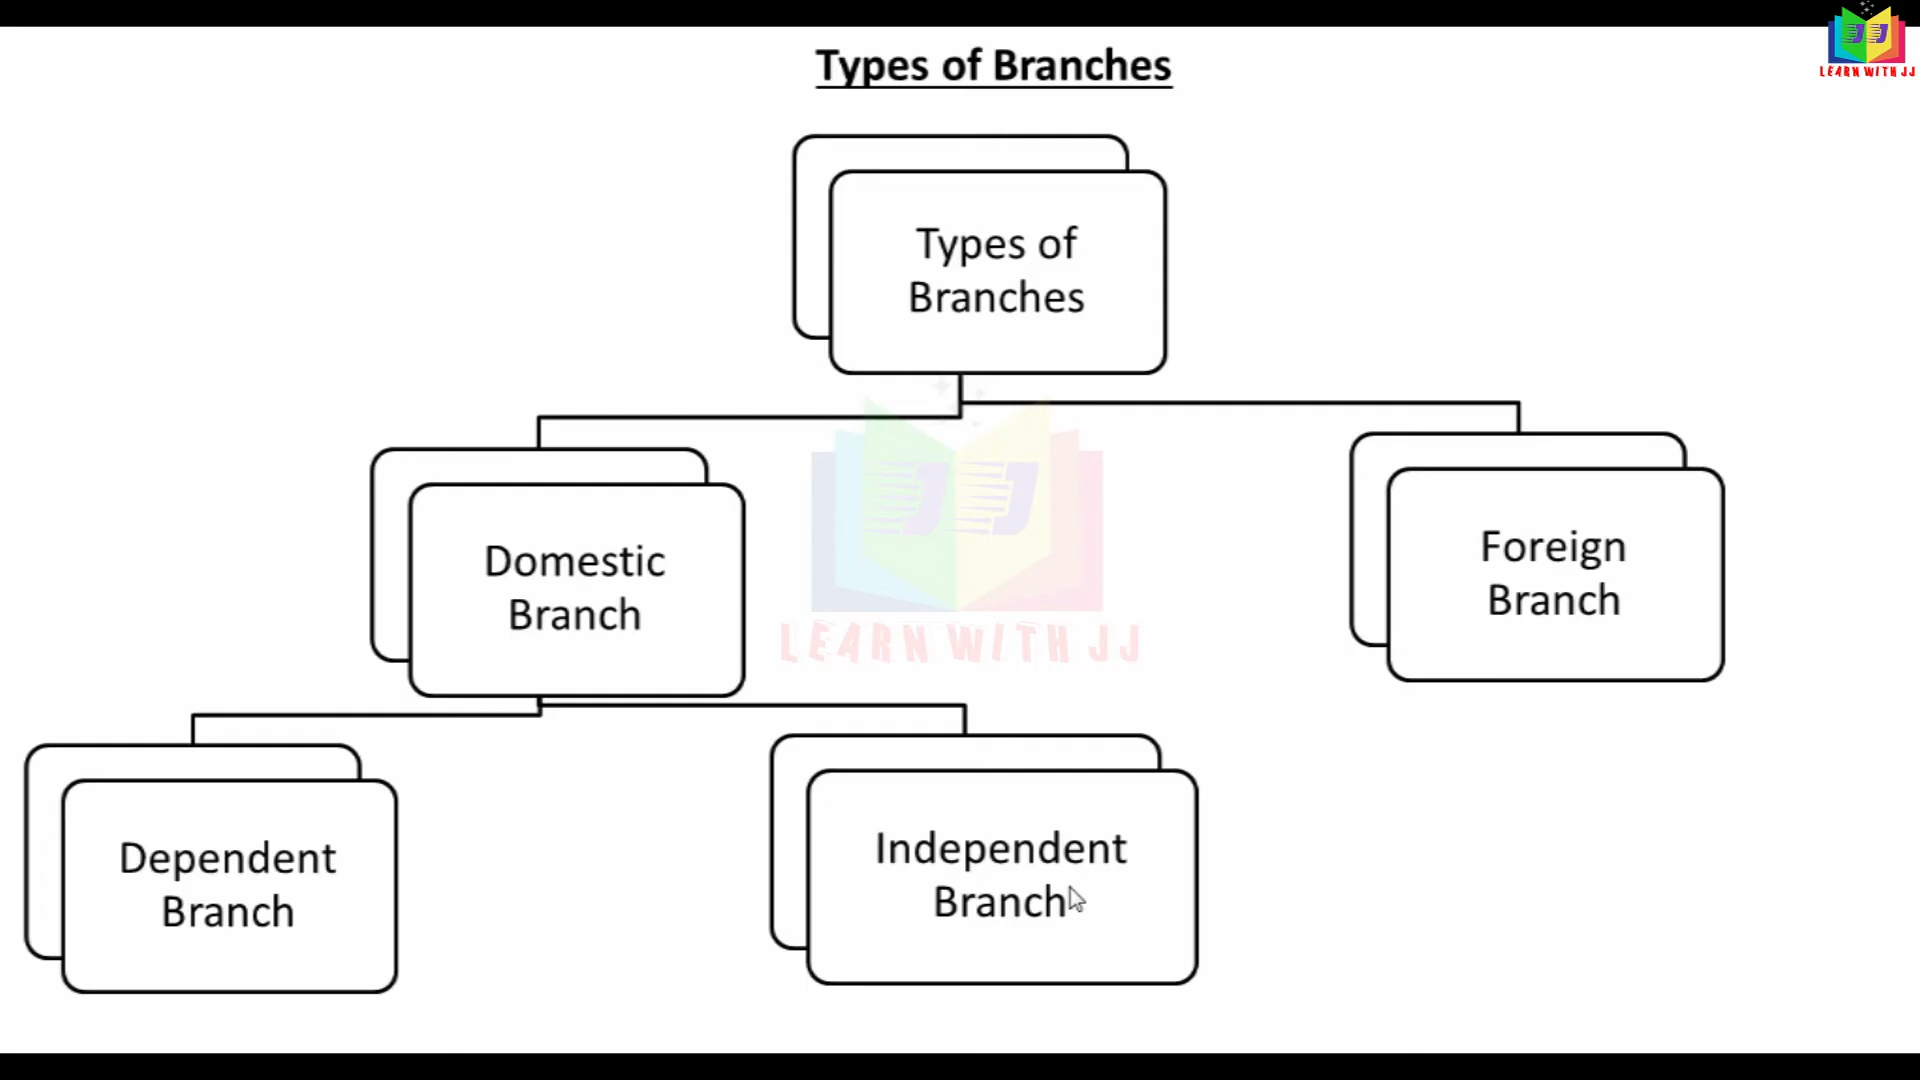 Types of Branches
LEARN WITH JJ
Types of
Branches
Domestic
Branch
Foreign
Branch
JJ
LEARN WITH JJ
Dependent
Branch
Independent
Branch